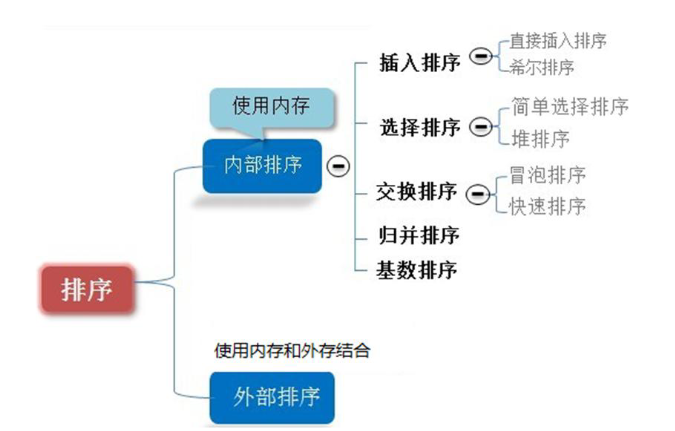 直接插入排序
插入排序
希尔排序
使用内存
简单选择排序
选择排序
堆排序
内部排序
冒泡排序
交换排序
快速排序
归并排序
基数排序
排序
使用内存和外存结合
外部排序